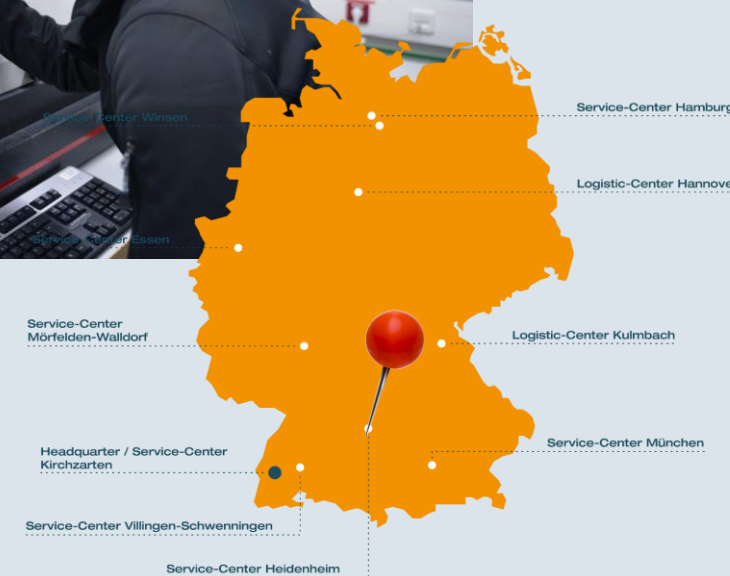 Service-Center Winsen
Service-Center Hamburg
Logistic-Center Hannove
Service-Center Essen
Service-Center
Mörfelden-Walldorf
Logistic-Center Kulmbach
Headquarter / Service-Center
Kirchzarten
Service-Center München
Service-Center Villingen-Schwenningen
Service-Center Heidenheim